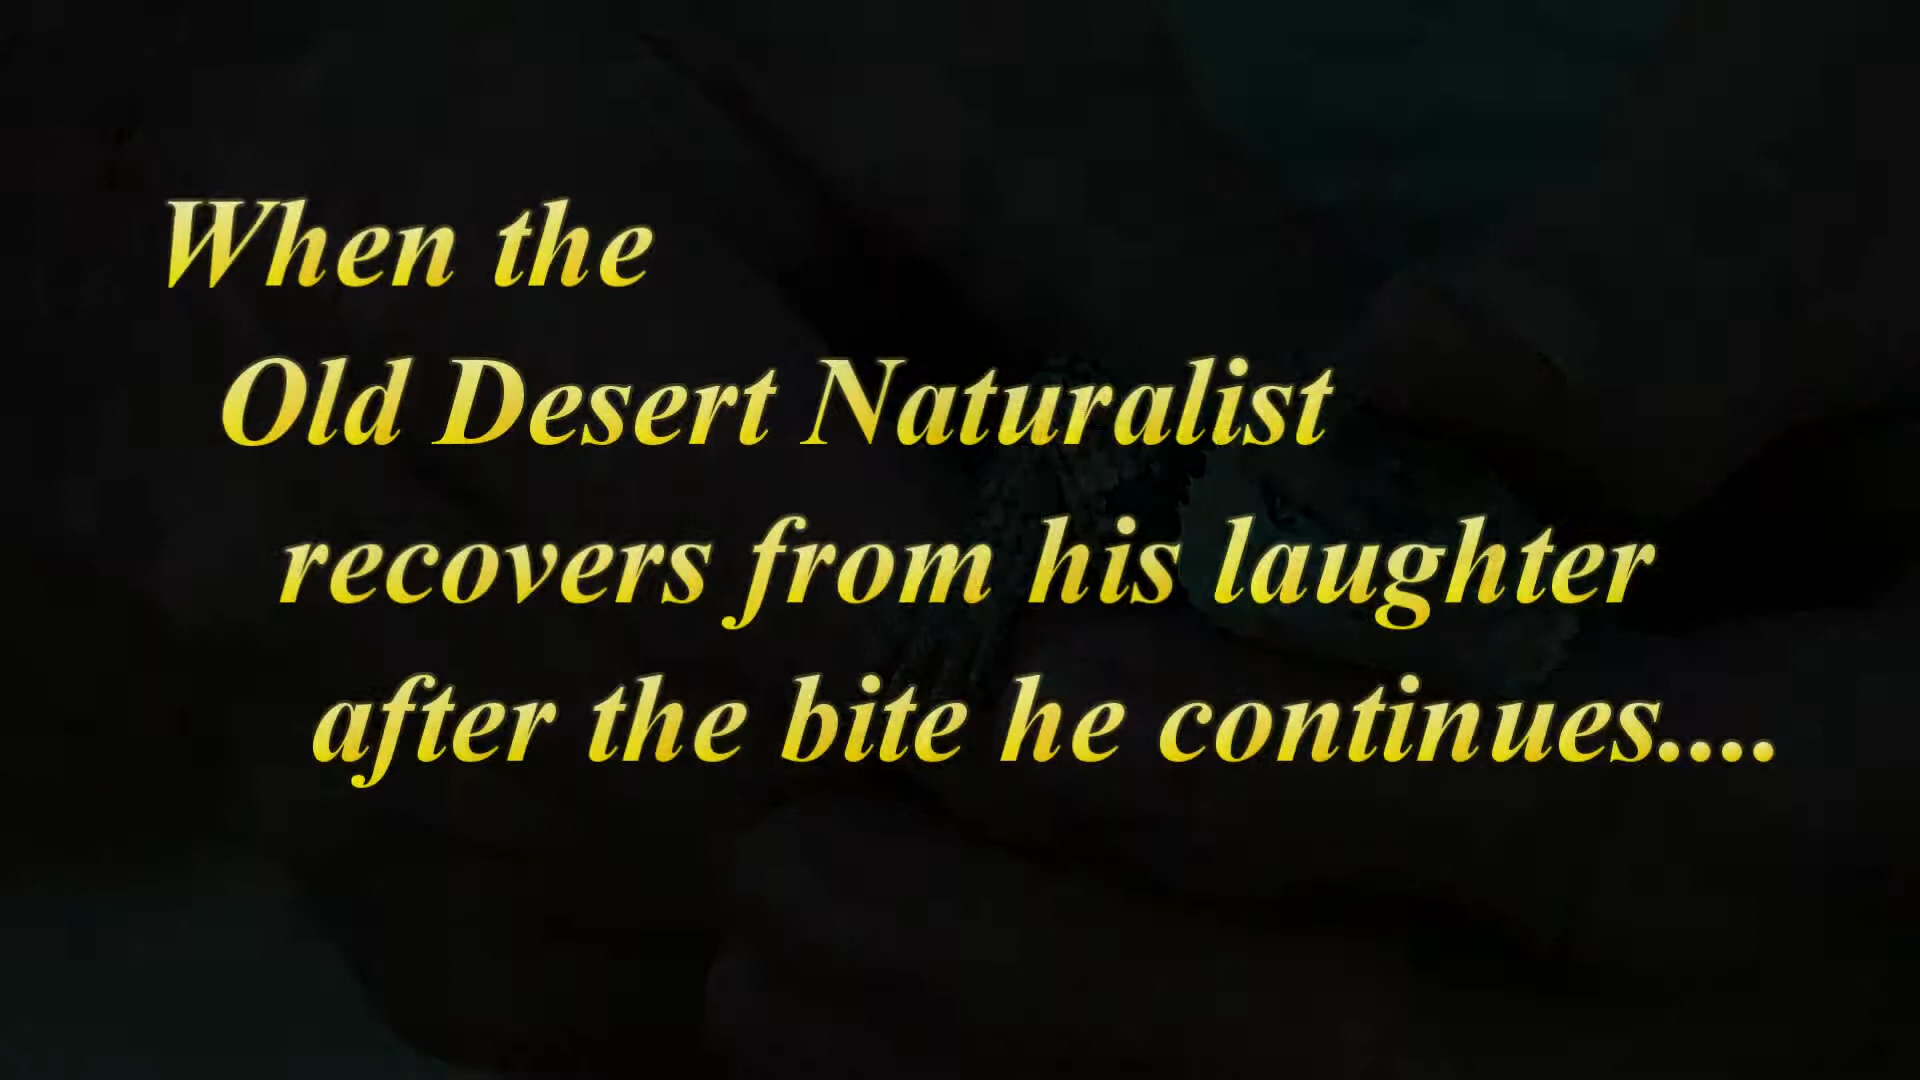 When the
Old Desert Naturalist
recovers from his laughter
after the bite he continues....